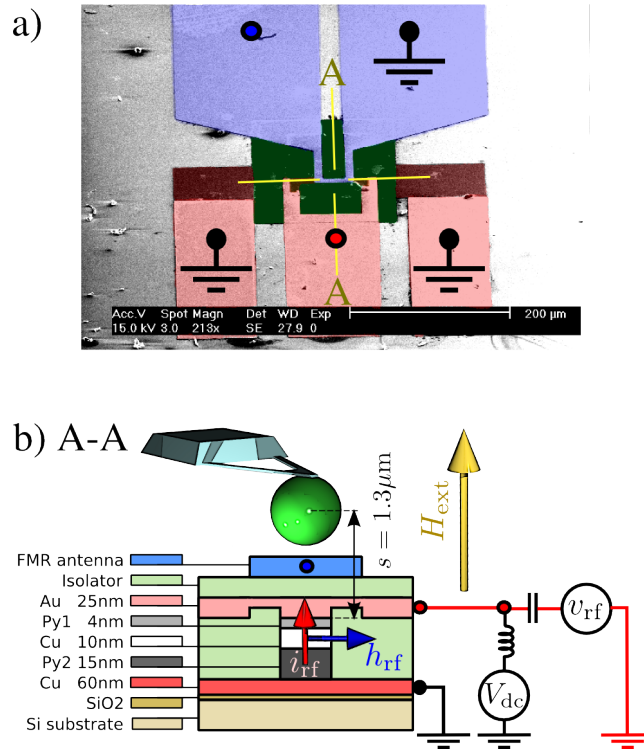 a)
A
A
Acc.V Spot Magn Det WD Exp
15.0 kV 3.0 213x SE 27.9 0 200 µm
b) A-A
s = 1.3µm
H_ext
FMR antenna
Isolator
Au 25nm
Py1 4nm
Cu 10nm
Py2 15nm
Cu 60nm
SiO2
Si substrate
i_rf
h_rf
v_rf
V_dc